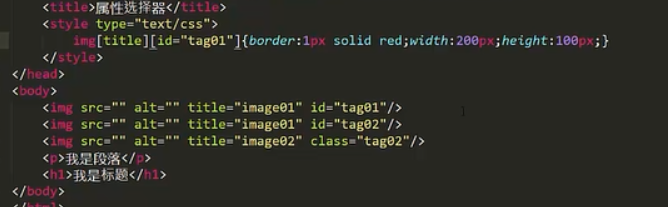 <title>属性选择器</title>
<style type="text/css">
img[title][id="tag01"]{border:1px solid red;width:200px;height:100px;}
</style>
</head>
<body>
<img src="" alt="" title="image01" id="tag01"/>
<img src="" alt="" title="image01" id="tag02"/>
<img src="" alt="" title="image02" class="tag02"/>
<p>我是段落</p>
<h1>我是标题</h1>
</body>
</html>